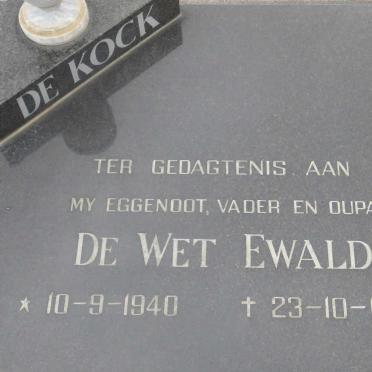 DE KOCK
TER GEDAGTENIS AAN
MY EGGENOOT, VADER EN OUPA
DE WET EWALD
* 10-9-1940 † 23-10-